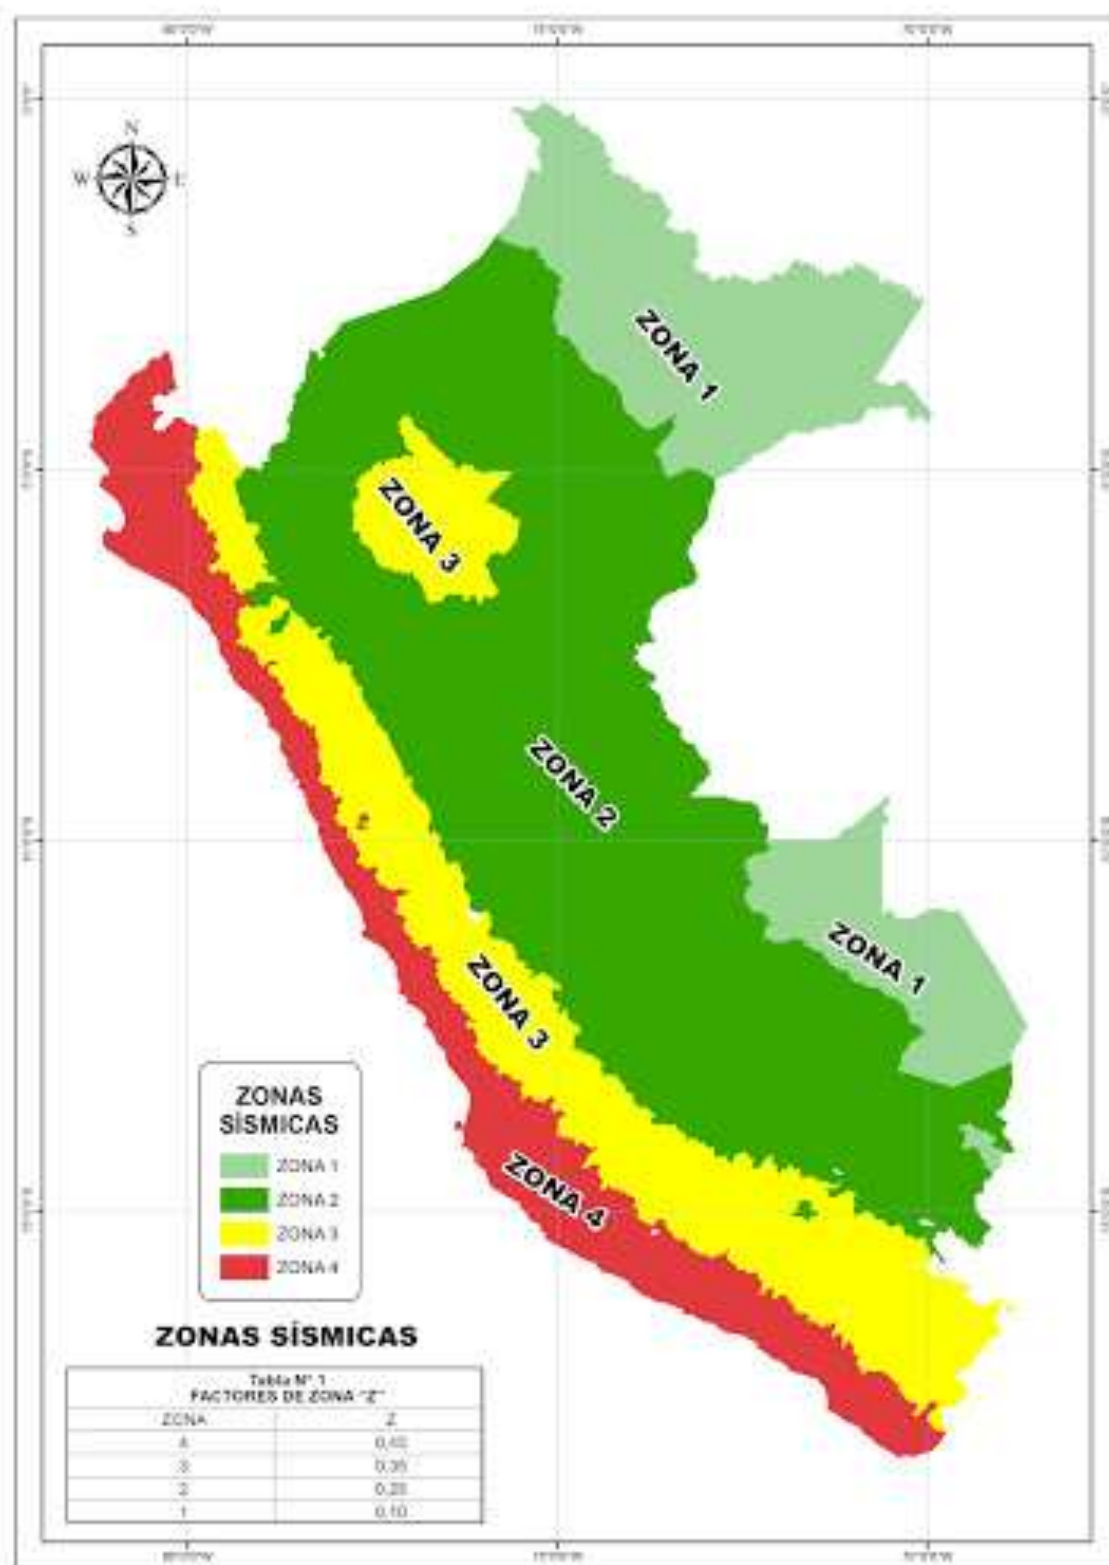 N
W
E
S
ZONA 1
ZONA 3
ZONA 2
ZONA 1
ZONA 3
ZONA 4
ZONAS
SÍSMICAS
ZONA 1
ZONA 2
ZONA 3
ZONA 4
ZONAS SÍSMICAS
Tabla N° 1
FACTORES DE ZONA "Z"
ZONA Z
4
3 0,35
2 0,25
1 0,10